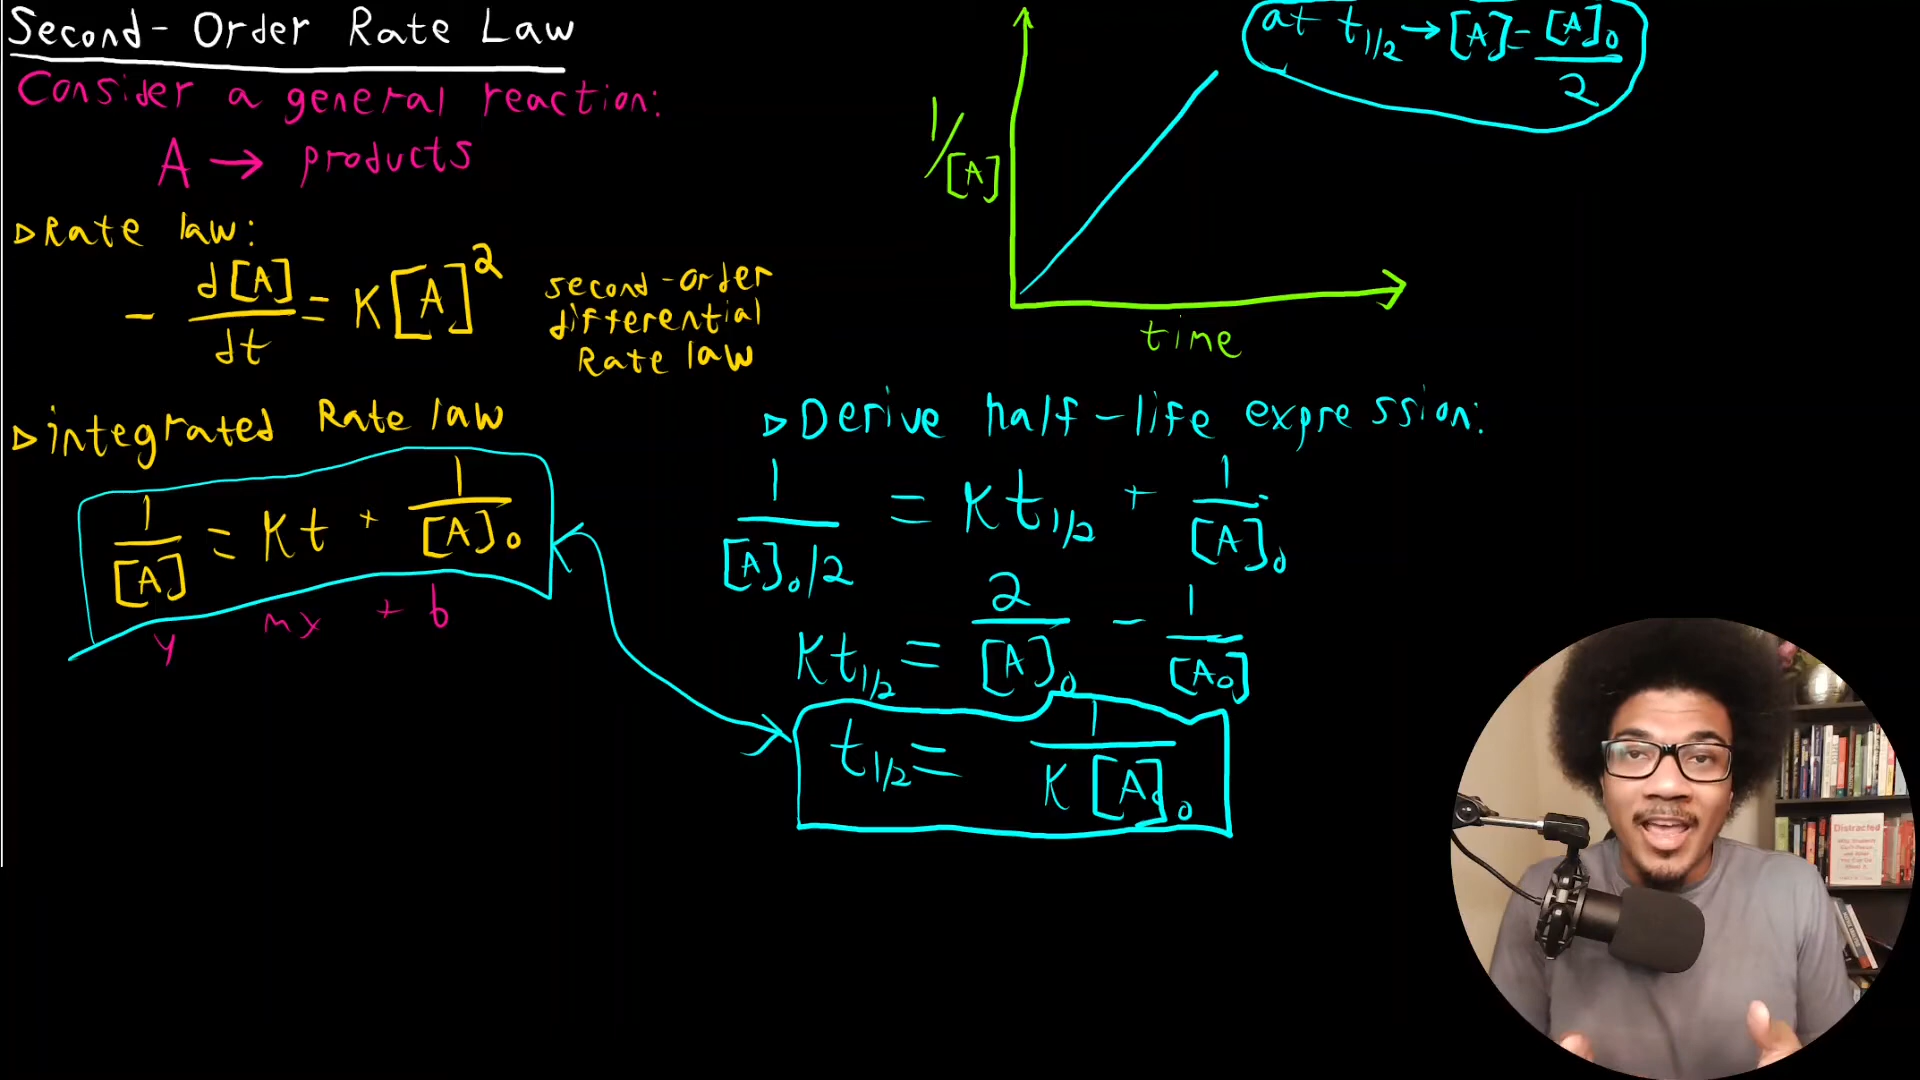 Second-Order Rate Law
Consider a general reaction:
A → products
▷Rate law:
- d[A]/dt = K[A]²
second-order
differential
Rate law
▷integrated Rate law
1/[A] = Kt + 1/[A]₀
y mx + b
1/[A]
time
at t1/2 → [A] = [A]₀/2
▷Derive half-life expression:
1/[A]₀/2 = Kt1/2 + 1/[A]₀
Kt1/2 = 2/[A]₀ - 1/[A₀]
t1/2 = 1/K[A]₀
Distracted